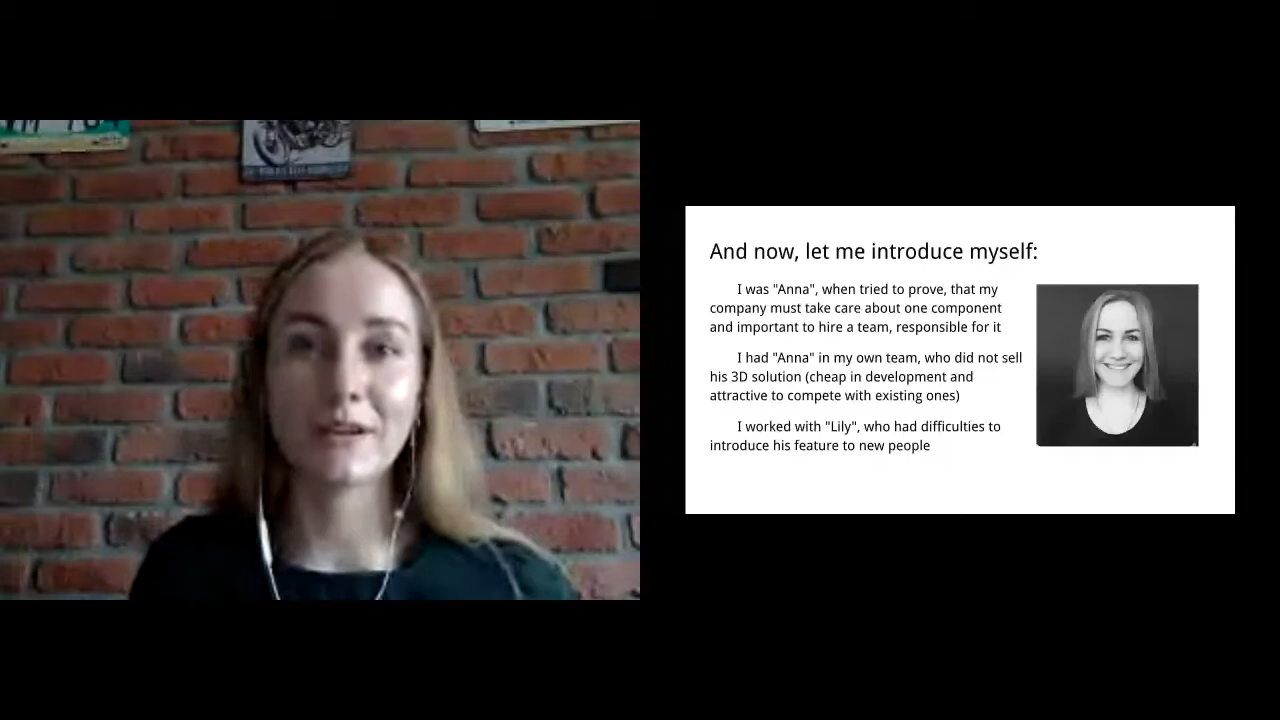 And now, let me introduce myself:
I was "Anna", when tried to prove, that my
company must take care about one component
and important to hire a team, responsible for it
I had "Anna" in my own team, who did not sell
his 3D solution (cheap in development and
attractive to compete with existing ones)
I worked with "Lily", who had difficulties to
introduce his feature to new people